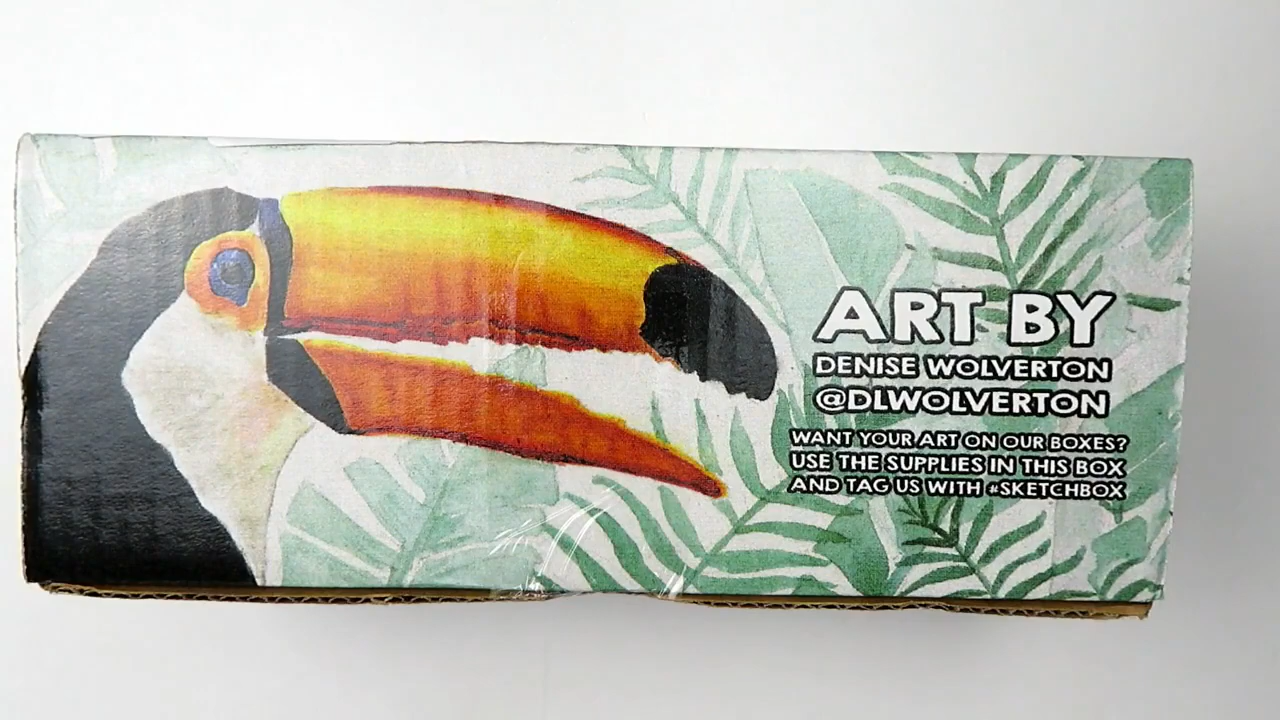 ART BY
DENISE WOLVERTON
@DLWOLVERTON
WANT YOUR ART ON OUR BOXES?
USE THE SUPPLIES IN THIS BOX
AND TAG US WITH #SKETCHBOX